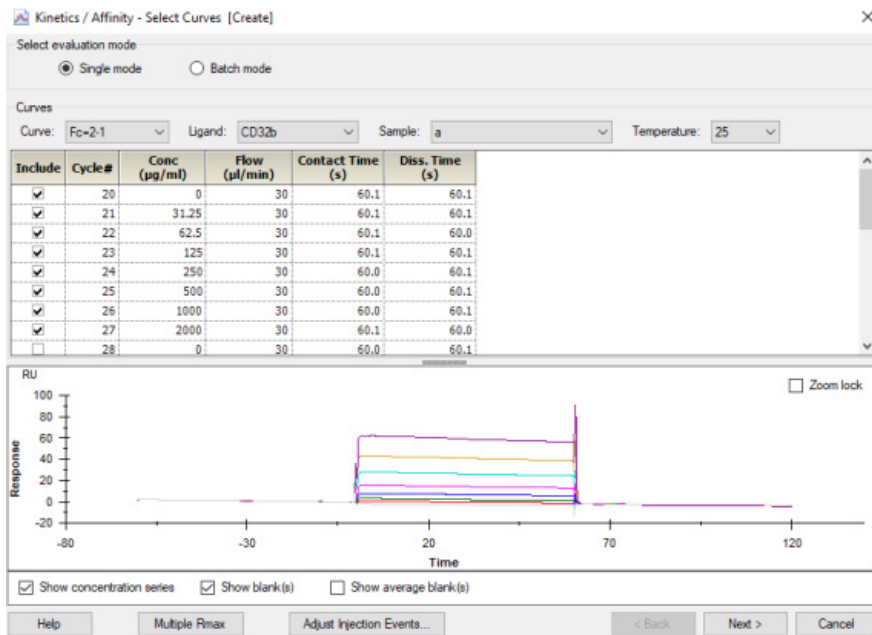 Kinetics / Affinity - Select Curves [Create]
Select evaluation mode
Single mode Batch mode
Curves
Curve: Fc=2-1 Ligand: CD32b Sample: a Temperature: 25
Include Cycle# Conc (µg/ml) Flow (µl/min) Contact Time (s) Diss. Time (s)
20 0 30 60.1 60.1
21 31.25 30 60.1 60.1
22 62.5 30 60.1 60.0
23 125 30 60.1 60.1
24 250 30 60.0 60.1
25 500 30 60.0 60.1
26 1000 30 60.0 60.1
27 2000 30 60.1 60.0
28 0 30 60.0 60.1
RU
Zoom lock
100
80
60
40
20
0
-20
Response
-80 -30 20 70 120
Time
Show concentration series Show blank(s) Show average blank(s)
Help Multiple Rmax Adjust Injection Events... < Back Next > Cancel